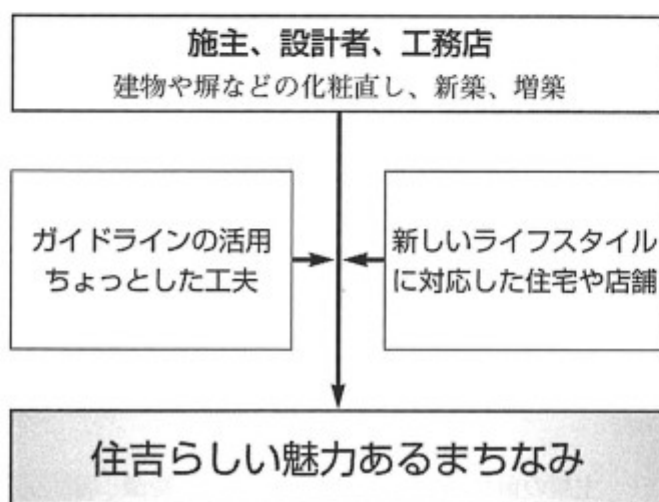 施主、設計者、工務店
建物や塀などの化粧直し、新築、増築
ガイドラインの活用
ちょっとした工夫
新しいライフスタイル
に対応した住宅や店舗
住吉らしい魅力あるまちなみ